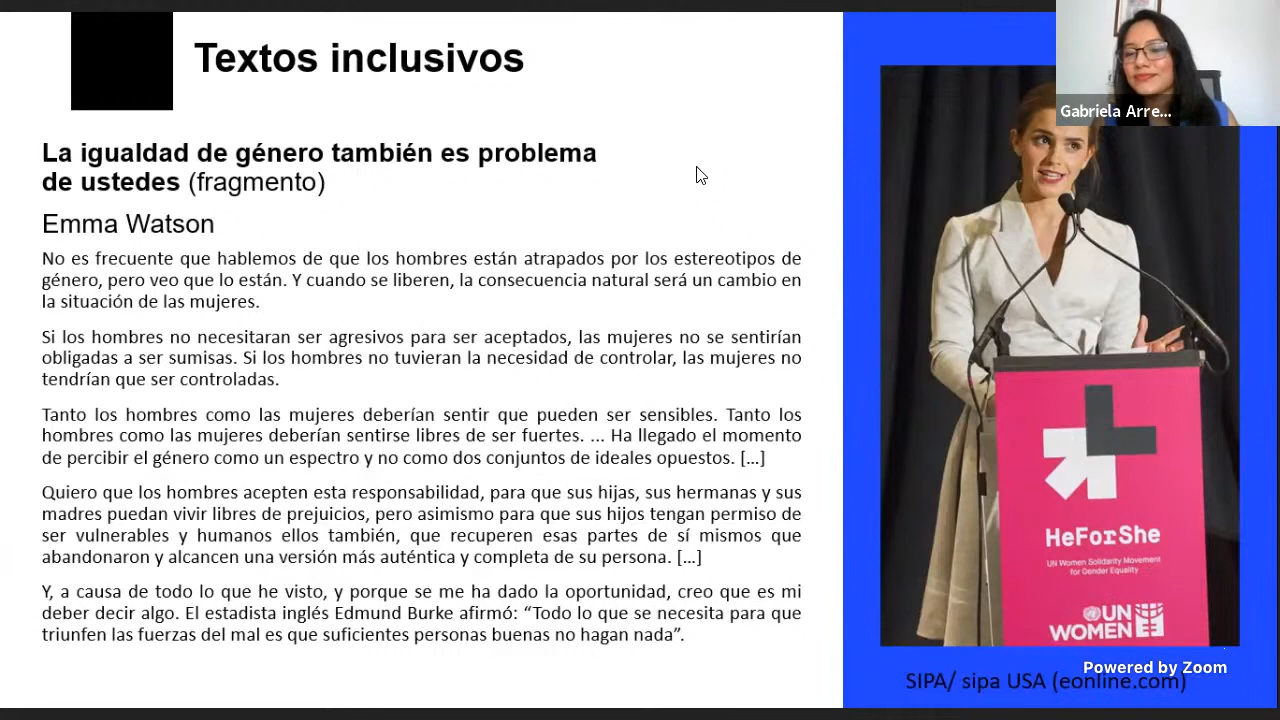 Textos inclusivos
La igualdad de género también es problema
de ustedes (fragmento)
Emma Watson
No es frecuente que hablemos de que los hombres están atrapados por los estereotipos de
género, pero veo que lo están. Y cuando se liberen, la consecuencia natural será un cambio en
la situación de las mujeres.
Si los hombres no necesitaran ser agresivos para ser aceptados, las mujeres no se sentirían
obligadas a ser sumisas. Si los hombres no tuvieran la necesidad de controlar, las mujeres no
tendrían que ser controladas.
Tanto los hombres como las mujeres deberían sentir que pueden ser sensibles. Tanto los
hombres como las mujeres deberían sentirse libres de ser fuertes. ... Ha llegado el momento
de percibir el género como un espectro y no como dos conjuntos de ideales opuestos. [...]
Quiero que los hombres acepten esta responsabilidad, para que sus hijas, sus hermanas y sus
madres puedan vivir libres de prejuicios, pero asimismo para que sus hijos tengan permiso de
ser vulnerables y humanos ellos también, que recuperen esas partes de sí mismos que
abandonaron y alcancen una versión más auténtica y completa de su persona. [...]
Y, a causa de todo lo que he visto, y porque se me ha dado la oportunidad, creo que es mi
deber decir algo. El estadista inglés Edmund Burke afirmó: “Todo lo que se necesita para que
triunfen las fuerzas del mal es que suficientes personas buenas no hagan nada”.
Gabriela Arre...
HeForShe
UN Women Solidarity Movement
for Gender Equality
UN
WOMEN
Powered by Zoom
SIPA/ sipa USA (eonline.com)